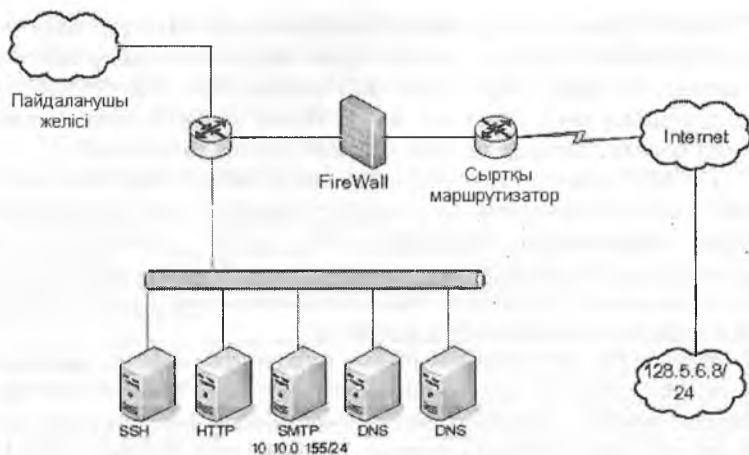 Пайдаланушы
желісі
FireWall
Сыртқы
маршрутизатор
Internet
128.5.6.8/
24
SSH
HTTP
SMTP
DNS
DNS
10.10.0.155/24